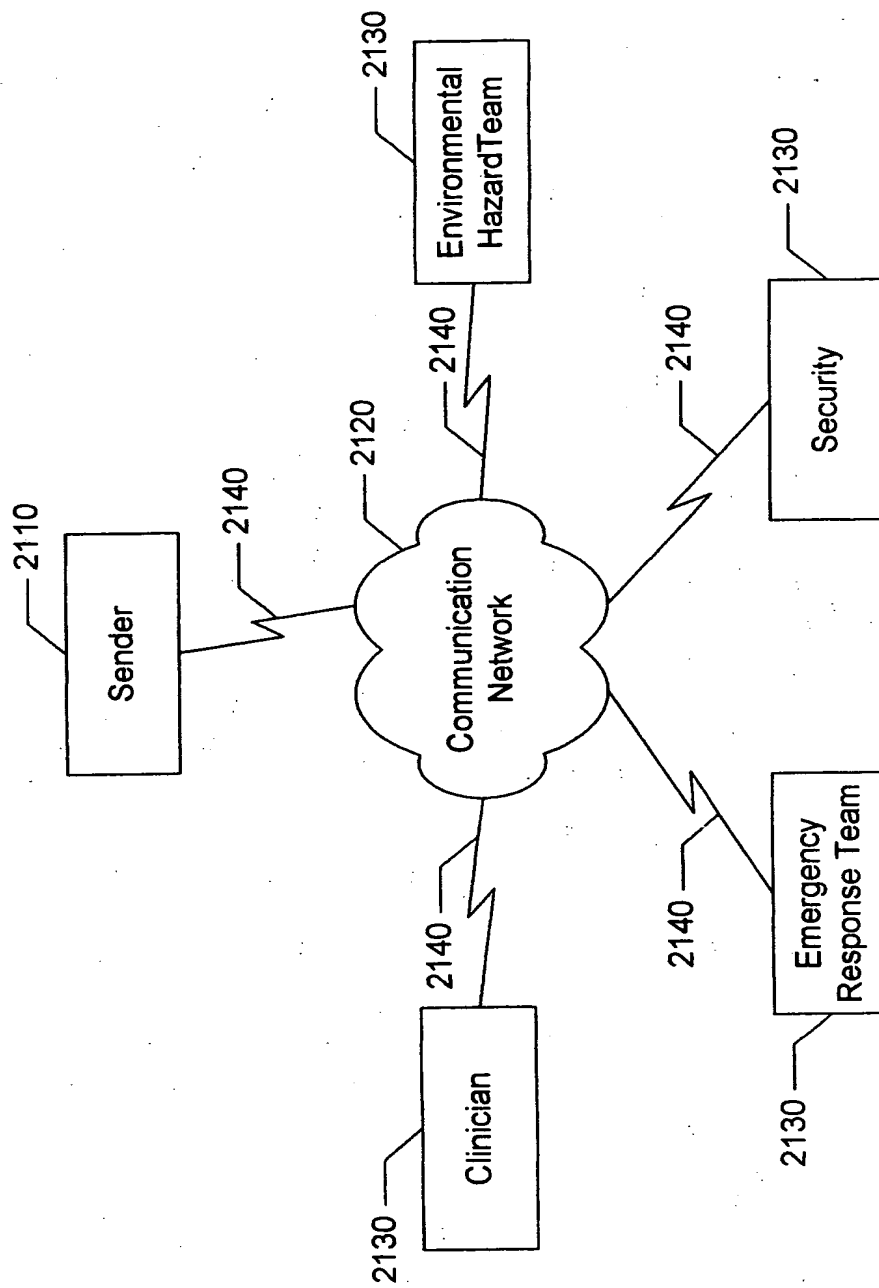 2110
Sender
2140
2120
Communication
Network
2130
Environmental
HazardTeam
2140
2130
Clinician
2140
2130
Emergency
Response Team
2140
2130
Security
2140